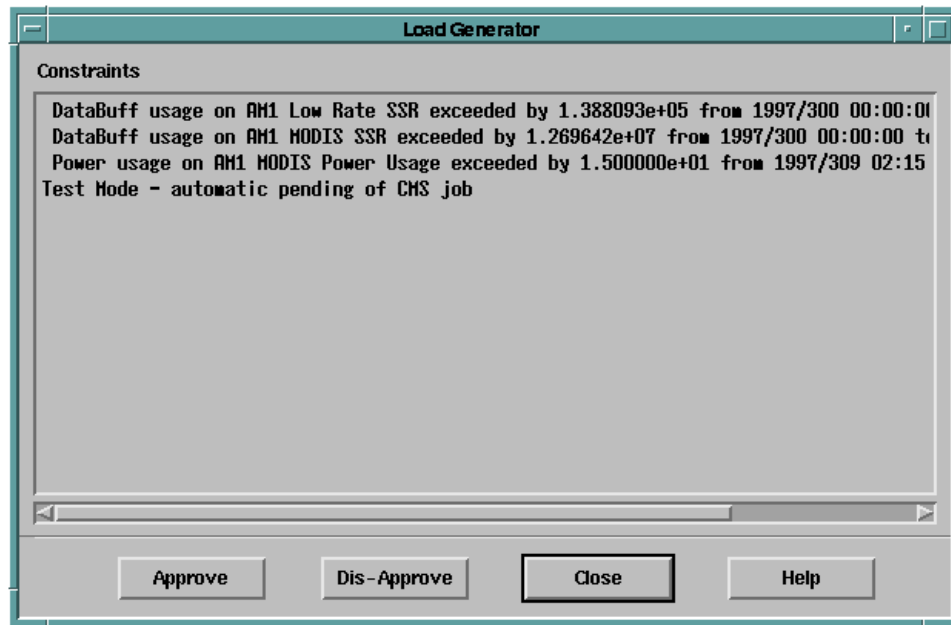 Load Generator
Constraints
DataBuff usage on AM1 Low Rate SSR exceeded by 1.388093e+05 from 1997/300 00:00:00
DataBuff usage on AM1 MODIS SSR exceeded by 1.269642e+07 from 1997/300 00:00:00 to
Power usage on AM1 MODIS Power Usage exceeded by 1.500000e+01 from 1997/309 02:15
Test Mode - automatic pending of CMS job
Approve Dis-Approve Close Help